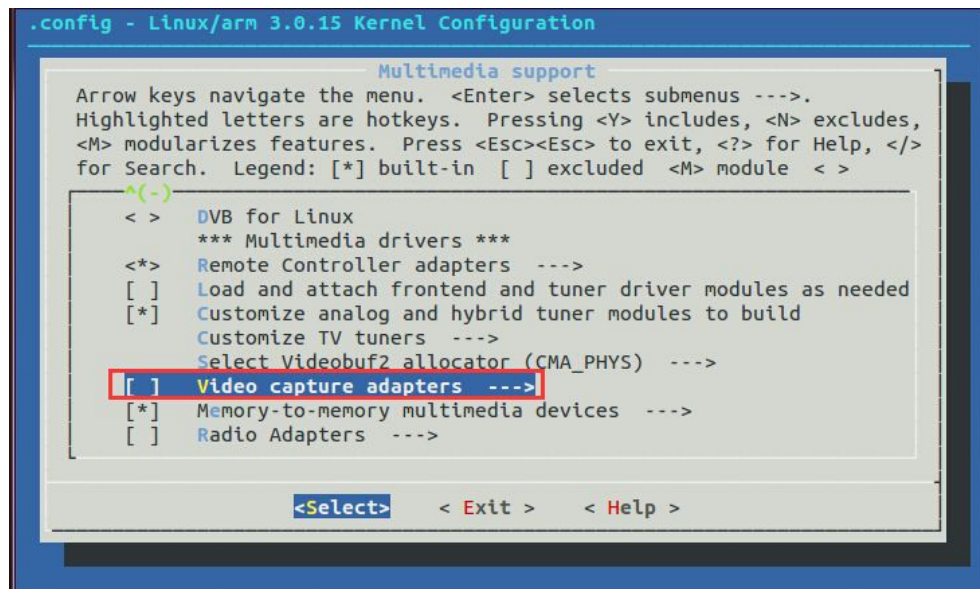 .config - Linux/arm 3.0.15 Kernel Configuration
Multimedia support
Arrow keys navigate the menu.  <Enter> selects submenus --->.
Highlighted letters are hotkeys.  Pressing <Y> includes, <N> excludes,
<M> modularizes features.  Press <Esc><Esc> to exit, <?> for Help, </>
for Search.  Legend: [*] built-in  [ ] excluded  <M> module  < >
^(-)
< >  DVB for Linux
*** Multimedia drivers ***
<*>  Remote Controller adapters  --->
[ ]  Load and attach frontend and tuner driver modules as needed
[*]  Customize analog and hybrid tuner modules to build
Customize TV tuners  --->
Select Videobuf2 allocator (CMA_PHYS)  --->
[ ]  Video capture adapters  --->
[*]  Memory-to-memory multimedia devices  --->
[ ]  Radio Adapters  --->
<Select>    < Exit >    < Help >